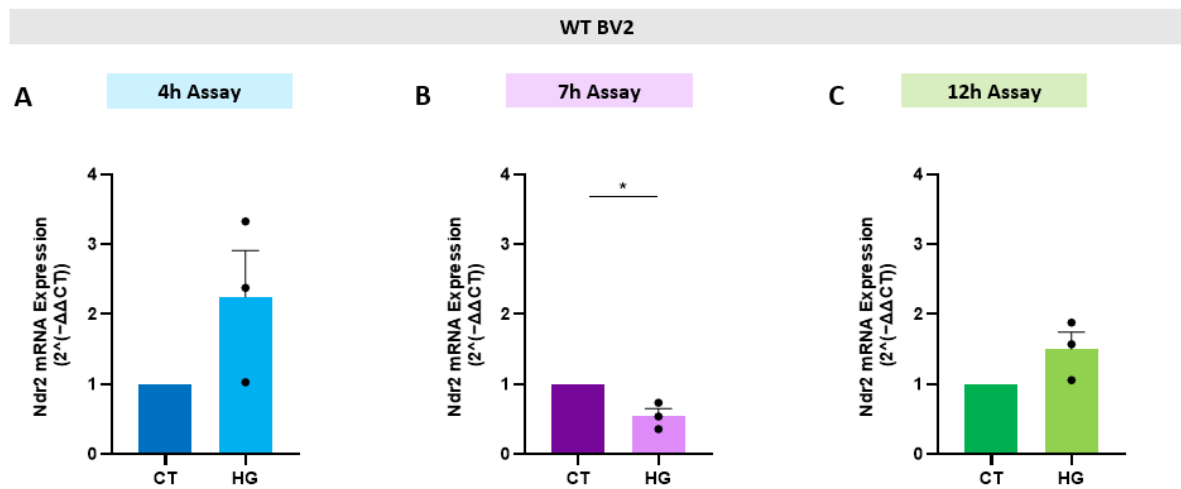 WT BV2
A
4h Assay
B
7h Assay
C
12h Assay
Ndr2 mRNA Expression
(2^(−ΔΔCT))
4
3
2
1
0
CT
HG
Ndr2 mRNA Expression
(2^(−ΔΔCT))
4
3
2
1
0
*
CT
HG
Ndr2 mRNA Expression
(2^(−ΔΔCT))
4
3
2
1
0
CT
HG